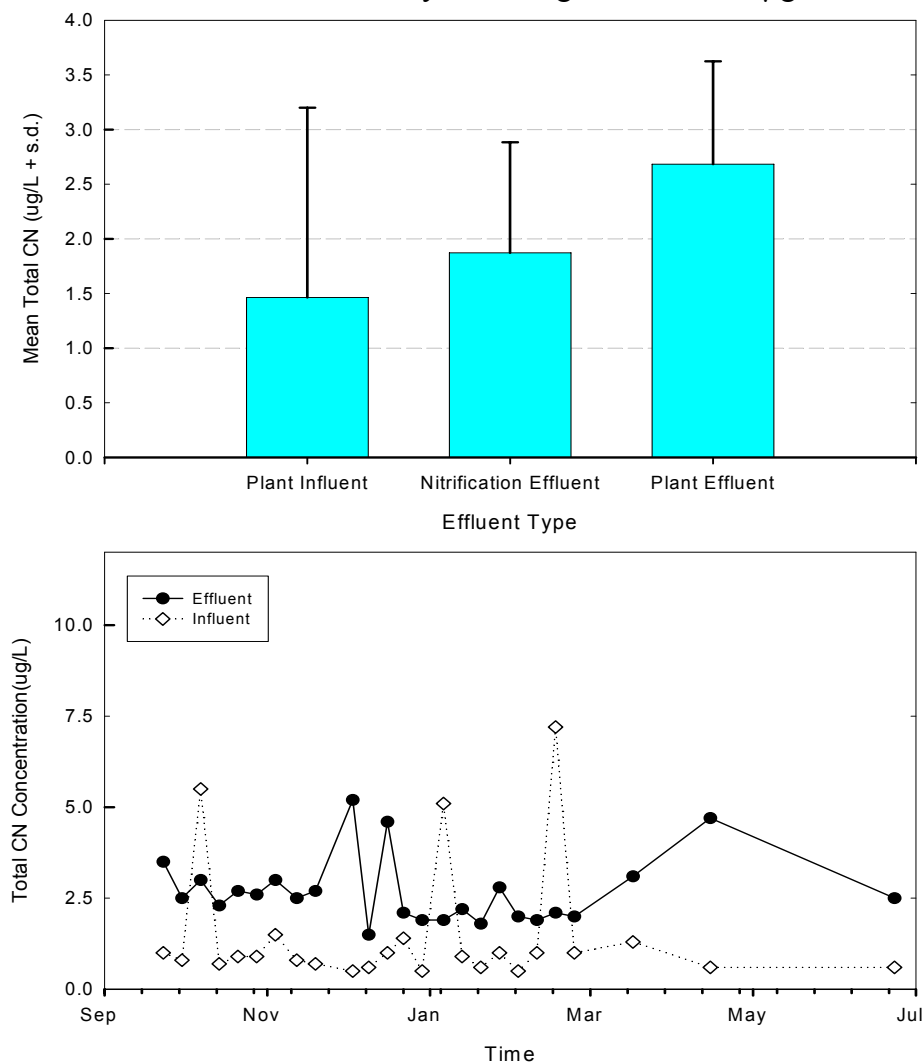 4.0
3.5
3.0
2.5
2.0
1.5
1.0
0.5
0.0
Mean Total CN (ug/L + s.d.)
Plant Influent Nitrification Effluent Plant Effluent
Effluent Type
Effluent
Influent
10.0
7.5
5.0
2.5
0.0
Total CN Concentration(ug/L)
Sep Nov Jan Mar May Jul
Time